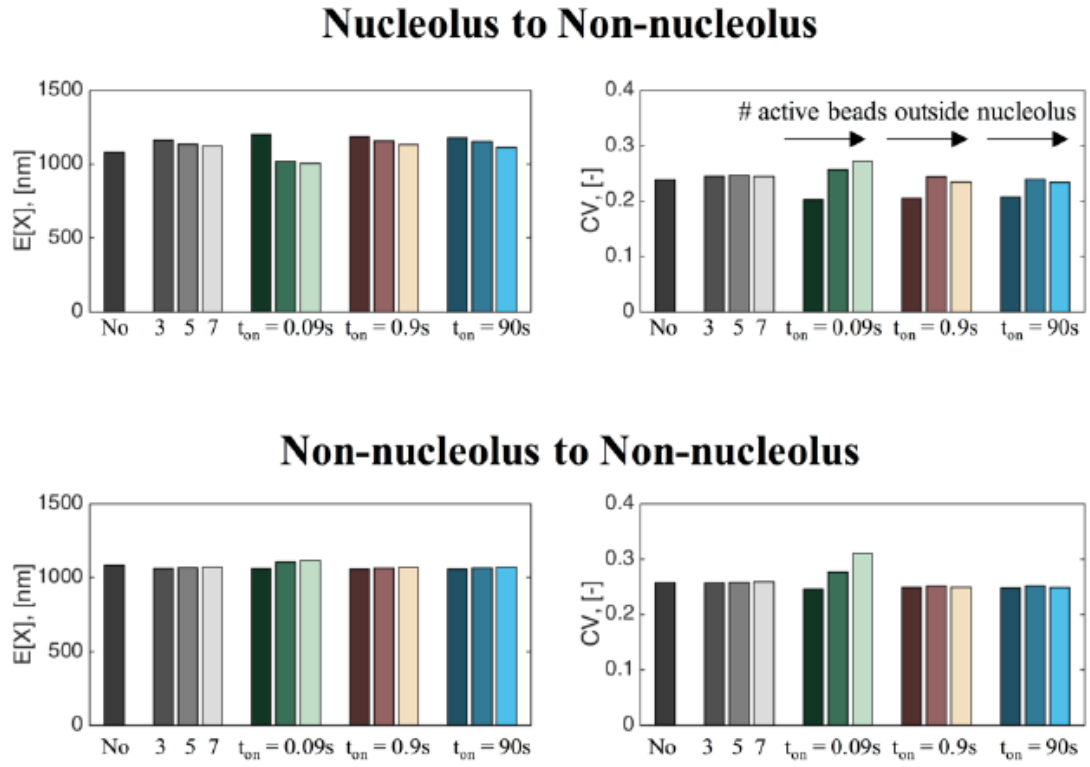 Nucleolus to Non-nucleolus
1500
1000
500
0
E[X], [nm]
No 3 5 7 t_on = 0.09s t_on = 0.9s t_on = 90s
0.4
0.3
0.2
0.1
0
CV, [-]
# active beads outside nucleolus
No 3 5 7 t_on = 0.09s t_on = 0.9s t_on = 90s
Non-nucleolus to Non-nucleolus
1500
1000
500
0
E[X], [nm]
No 3 5 7 t_on = 0.09s t_on = 0.9s t_on = 90s
0.4
0.3
0.2
0.1
0
CV, [-]
No 3 5 7 t_on = 0.09s t_on = 0.9s t_on = 90s